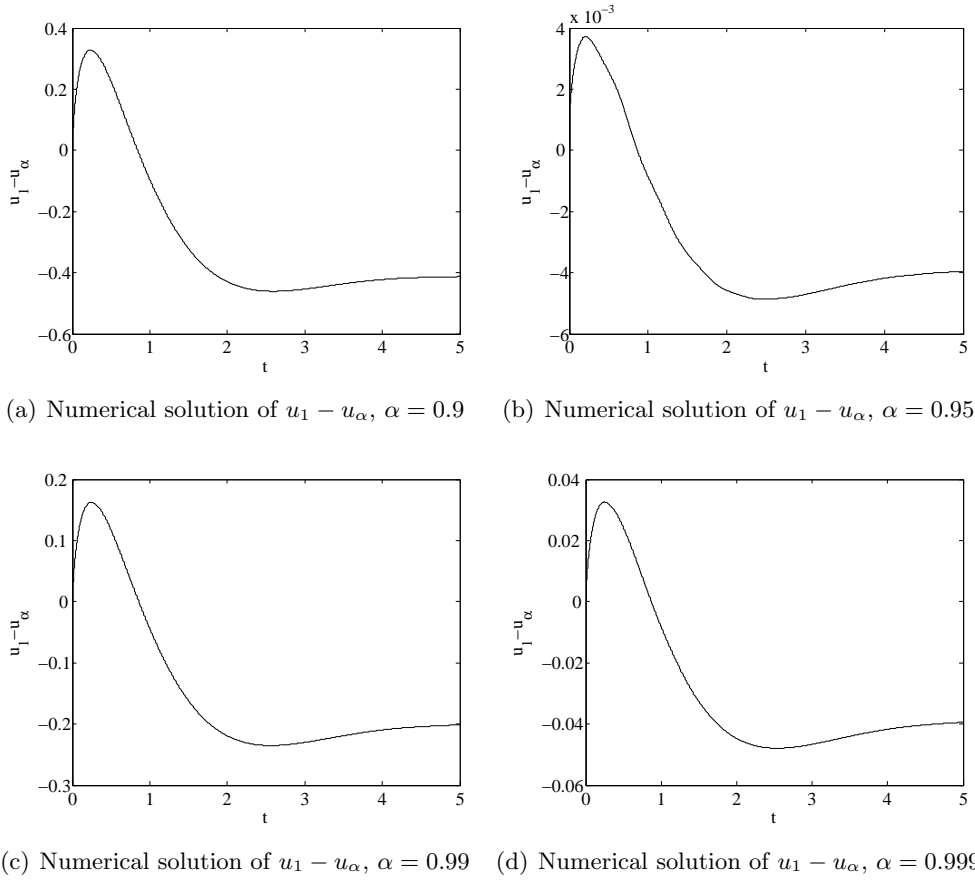 x 10⁻³
0.4
0.2
0
−0.2
−0.4
−0.6
u₁−uα
0 1 2 3 4 5
t
4
2
0
−2
−4
−6
u₁−uα
0 1 2 3 4 5
t
(a) Numerical solution of u₁ − uα, α = 0.9
(b) Numerical solution of u₁ − uα, α = 0.95
0.2
0.1
0
−0.1
−0.2
−0.3
u₁−uα
0 1 2 3 4 5
t
0.04
0.02
0
−0.02
−0.04
−0.06
u₁−uα
0 1 2 3 4 5
t
(c) Numerical solution of u₁ − uα, α = 0.99
(d) Numerical solution of u₁ − uα, α = 0.999